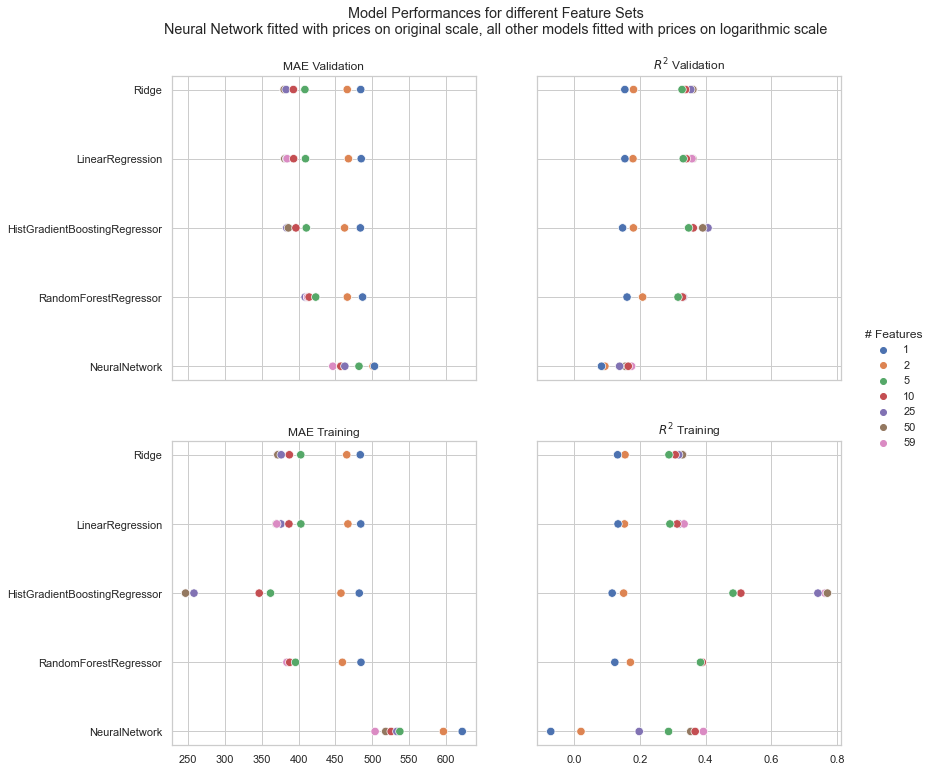 Model Performances for different Feature Sets
Neural Network fitted with prices on original scale, all other models fitted with prices on logarithmic scale
MAE Validation
R² Validation
Ridge
LinearRegression
HistGradientBoostingRegressor
RandomForestRegressor
NeuralNetwork
# Features
1
2
5
10
25
50
59
MAE Training
R² Training
Ridge
LinearRegression
HistGradientBoostingRegressor
RandomForestRegressor
NeuralNetwork
250 300 350 400 450 500 550 600
0.0 0.2 0.4 0.6 0.8